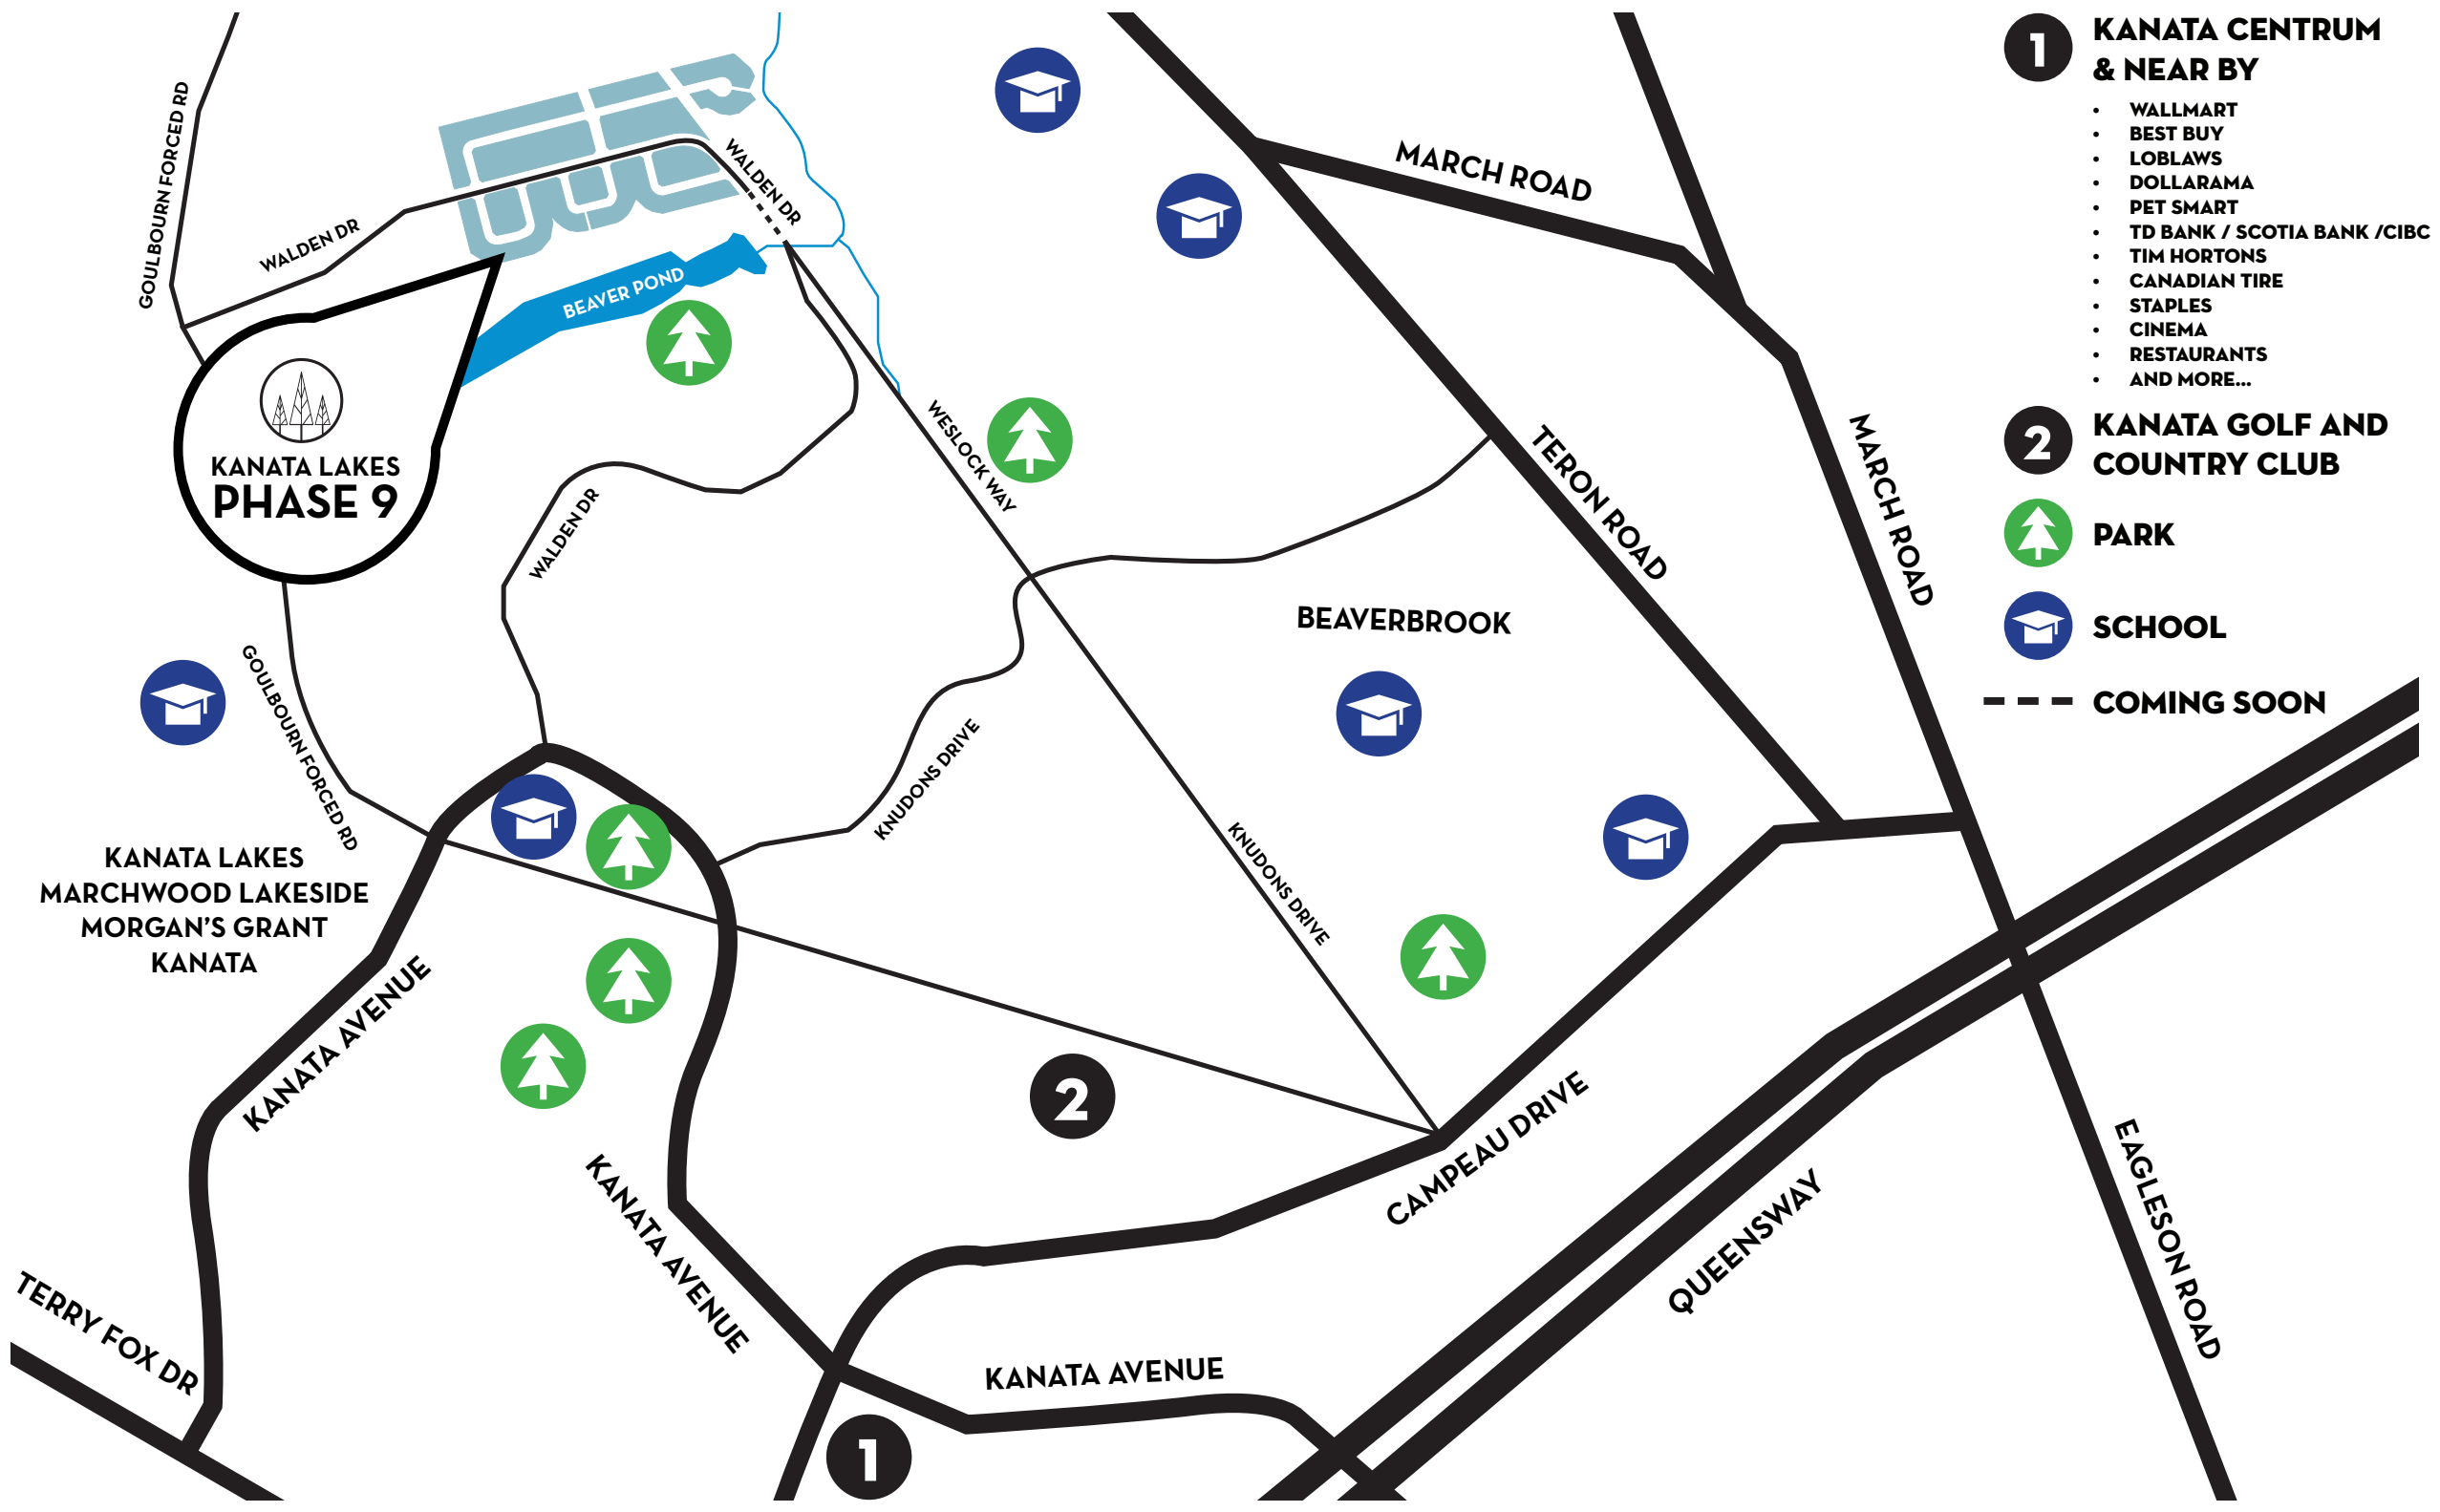 GOULBOURN FORCED RD
WALDEN DR
WALDEN DR
BEAVER POND
KANATA LAKES
PHASE 9
WALDEN DR
WESLOCK WAY
GOULBOURN FORCED RD
KNUDONS DRIVE
KNUDONS DRIVE
BEAVERBROOK
MARCH ROAD
TERON ROAD
MARCH ROAD
KANATA LAKES
MARCHWOOD LAKESIDE
MORGAN'S GRANT
KANATA
KANATA AVENUE
KANATA AVENUE
KANATA AVENUE
TERRY FOX DR
CAMPEAU DRIVE
QUEENSWAY
EAGLESON ROAD
2
1
1
KANATA CENTRUM
& NEAR BY
• WALLMART
• BEST BUY
• LOBLAWS
• DOLLARAMA
• PET SMART
• TD BANK / SCOTIA BANK /CIBC
• TIM HORTONS
• CANADIAN TIRE
• STAPLES
• CINEMA
• RESTAURANTS
• AND MORE...
2
KANATA GOLF AND
COUNTRY CLUB
PARK
SCHOOL
COMING SOON